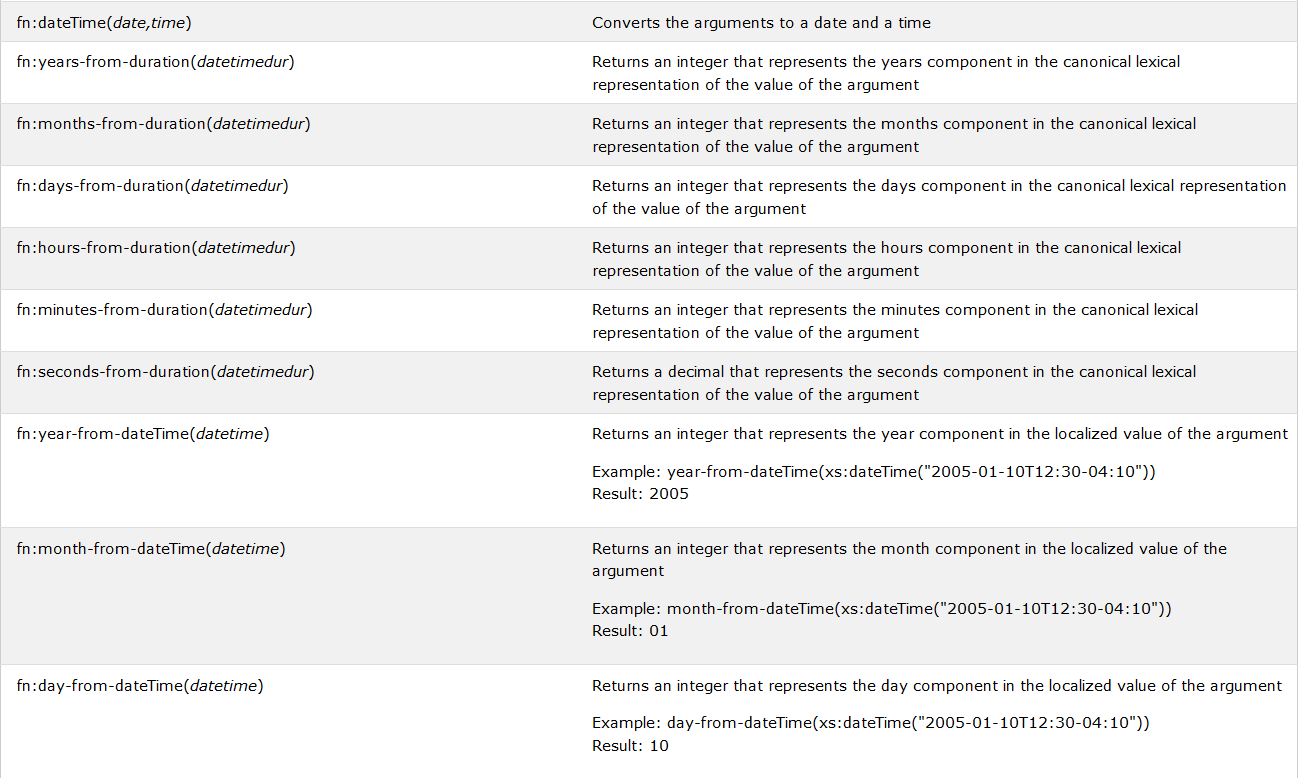 fn:dateTime(date,time)
Converts the arguments to a date and a time
fn:years-from-duration(datetimedur)
Returns an integer that represents the years component in the canonical lexical
representation of the value of the argument
fn:months-from-duration(datetimedur)
Returns an integer that represents the months component in the canonical lexical
representation of the value of the argument
fn:days-from-duration(datetimedur)
Returns an integer that represents the days component in the canonical lexical representation
of the value of the argument
fn:hours-from-duration(datetimedur)
Returns an integer that represents the hours component in the canonical lexical
representation of the value of the argument
fn:minutes-from-duration(datetimedur)
Returns an integer that represents the minutes component in the canonical lexical
representation of the value of the argument
fn:seconds-from-duration(datetimedur)
Returns a decimal that represents the seconds component in the canonical lexical
representation of the value of the argument
fn:year-from-dateTime(datetime)
Returns an integer that represents the year component in the localized value of the argument
Example: year-from-dateTime(xs:dateTime("2005-01-10T12:30-04:10"))
Result: 2005
fn:month-from-dateTime(datetime)
Returns an integer that represents the month component in the localized value of the
argument
Example: month-from-dateTime(xs:dateTime("2005-01-10T12:30-04:10"))
Result: 01
fn:day-from-dateTime(datetime)
Returns an integer that represents the day component in the localized value of the argument
Example: day-from-dateTime(xs:dateTime("2005-01-10T12:30-04:10"))
Result: 10